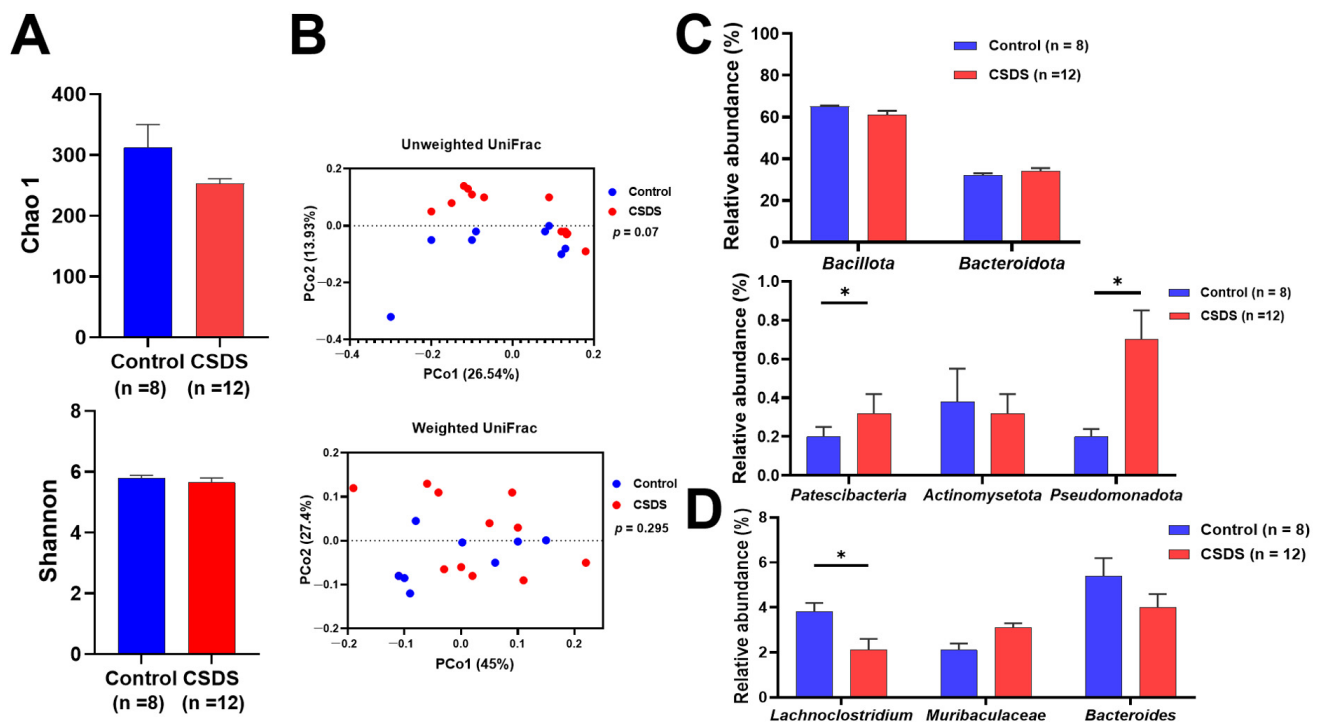 A
400
300
200
100
0
Chao 1
Control CSDS
(n =8) (n =12)
8
6
4
2
0
Shannon
Control CSDS
(n =8) (n =12)
B
Unweighted UniFrac
0.2
0.0
−0.2
−0.4
PCo2 (13.93%)
−0.4 −0.2 0.0 0.2
PCo1 (26.54%)
Control
CSDS
p = 0.07
Weighted UniFrac
0.2
0.1
0.0
−0.1
−0.2
PCo2 (27.4%)
−0.2 −0.1 0.0 0.1 0.2
PCo1 (45%)
Control
CSDS
p = 0.295
C
100
80
60
40
20
0
Relative abundance (%)
Control (n = 8)
CSDS (n =12)
Bacillota Bacteroidota
1.0
0.8
0.6
0.4
0.2
0.0
Relative abundance (%)
* *
Control (n = 8)
CSDS (n =12)
Patescibacteria Actinomysetota Pseudomonadota
D
8
6
4
2
0
Relative abundance (%)
*
Control (n = 8)
CSDS (n = 12)
Lachnoclostridium Muribaculaceae Bacteroides